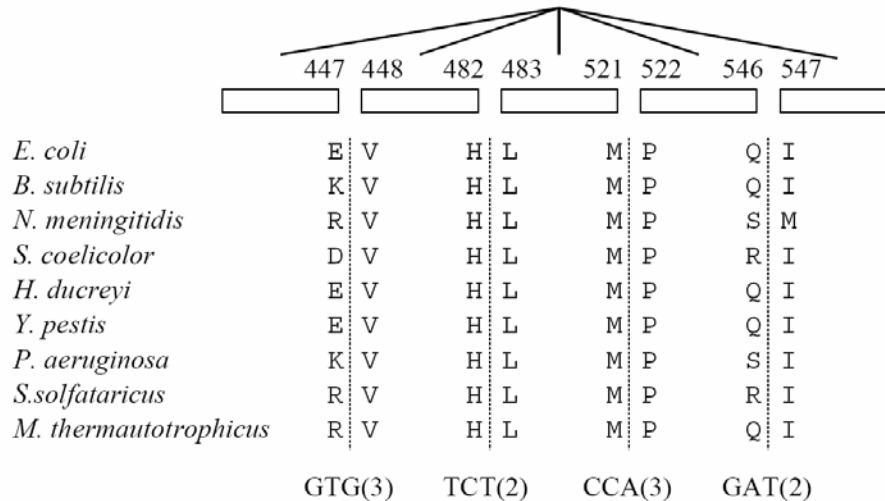 447 448 482 483 521 522 546 547
E. coli E V H L M P Q I
B. subtilis K V H L M P Q I
N. meningitidis R V H L M P S M
S. coelicolor D V H L M P R I
H. ducreyi E V H L M P Q I
Y. pestis E V H L M P Q I
P. aeruginosa K V H L M P S I
S.solfataricus R V H L M P R I
M. thermautotrophicus R V H L M P Q I
GTG(3) TCT(2) CCA(3) GAT(2)